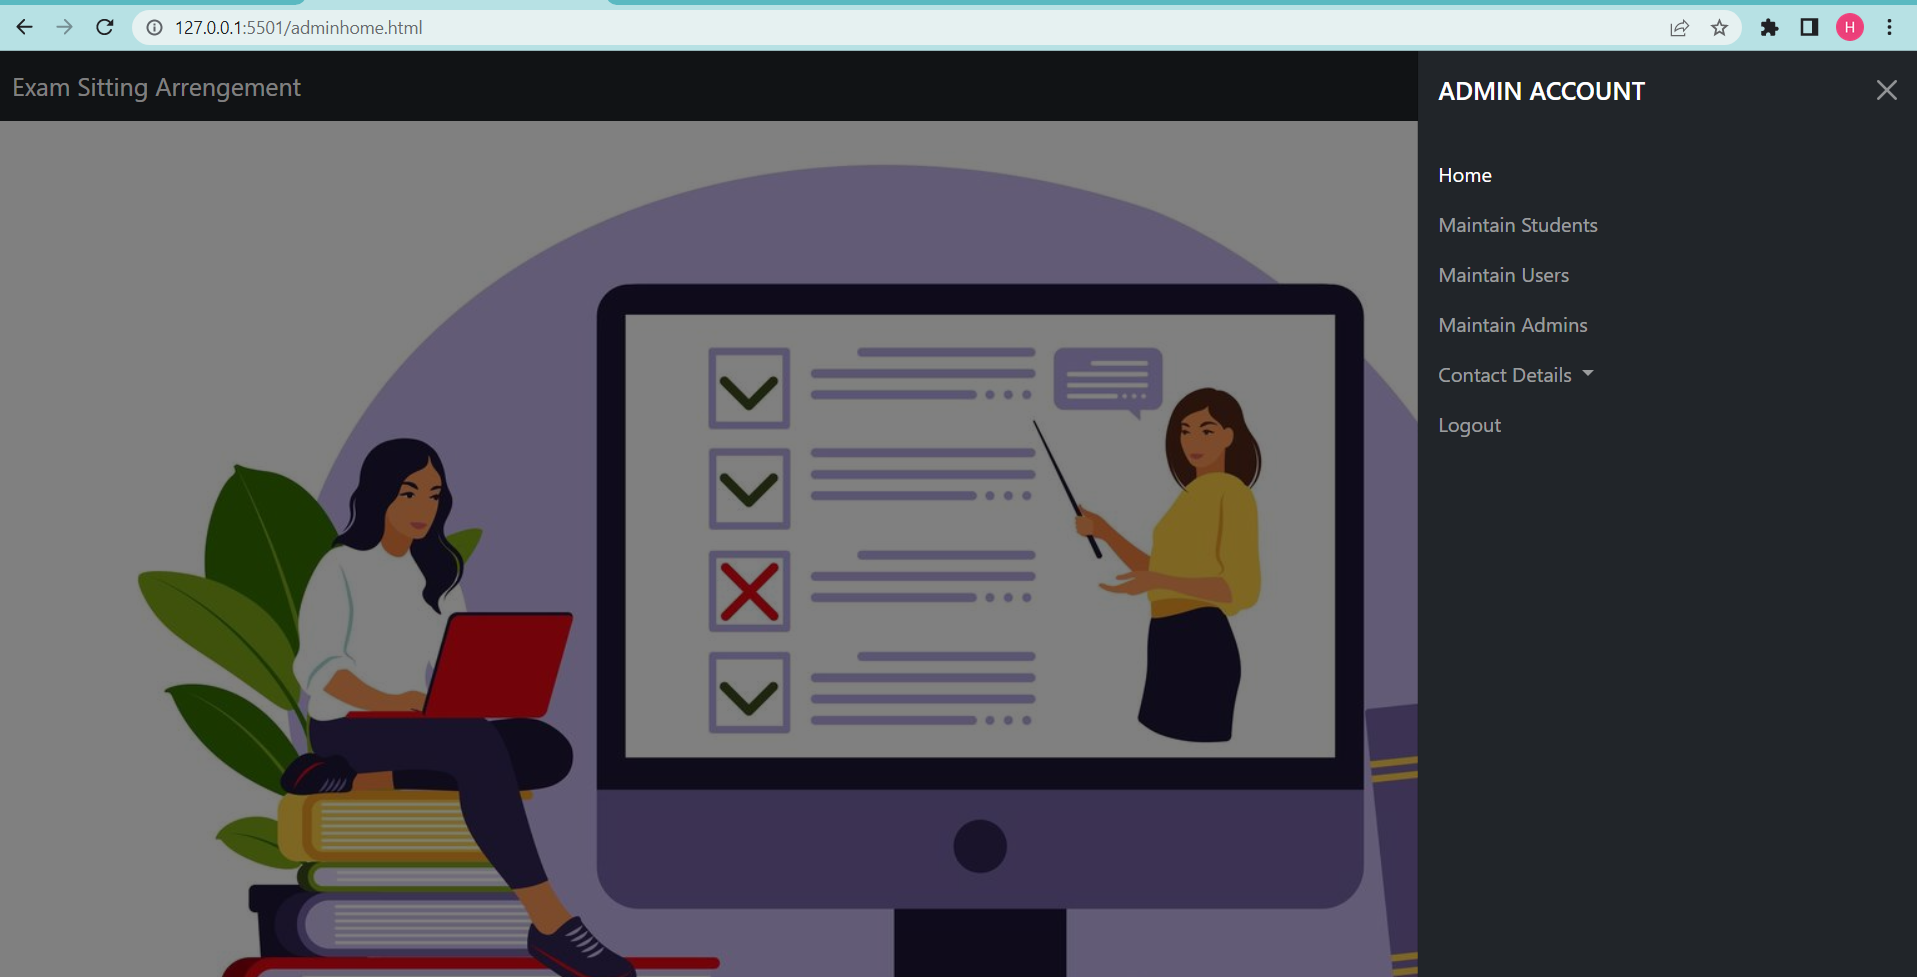 127.0.0.1:5501/adminhome.html
H
Exam Sitting Arrengement
ADMIN ACCOUNT
Home
Maintain Students
Maintain Users
Maintain Admins
Contact Details
Logout